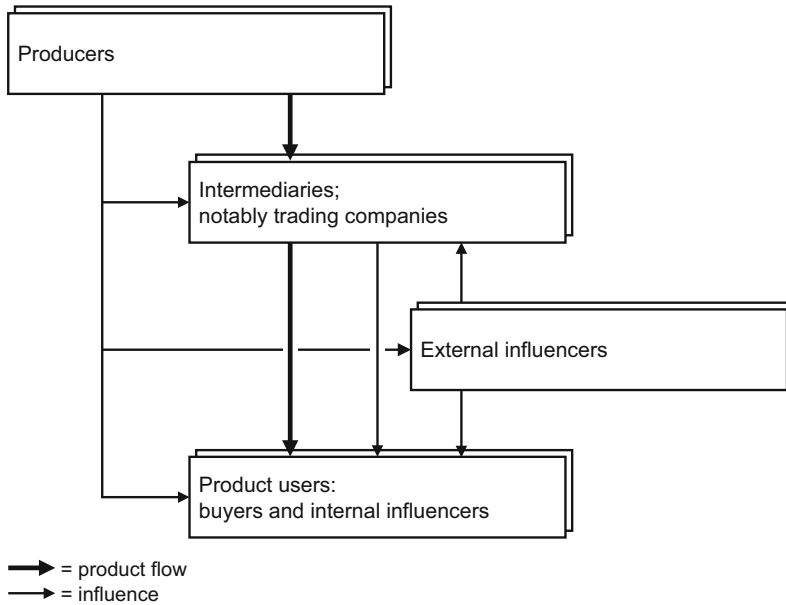 Producers
Intermediaries;
notably trading companies
External influencers
Product users:
buyers and internal influencers
= product flow
= influence